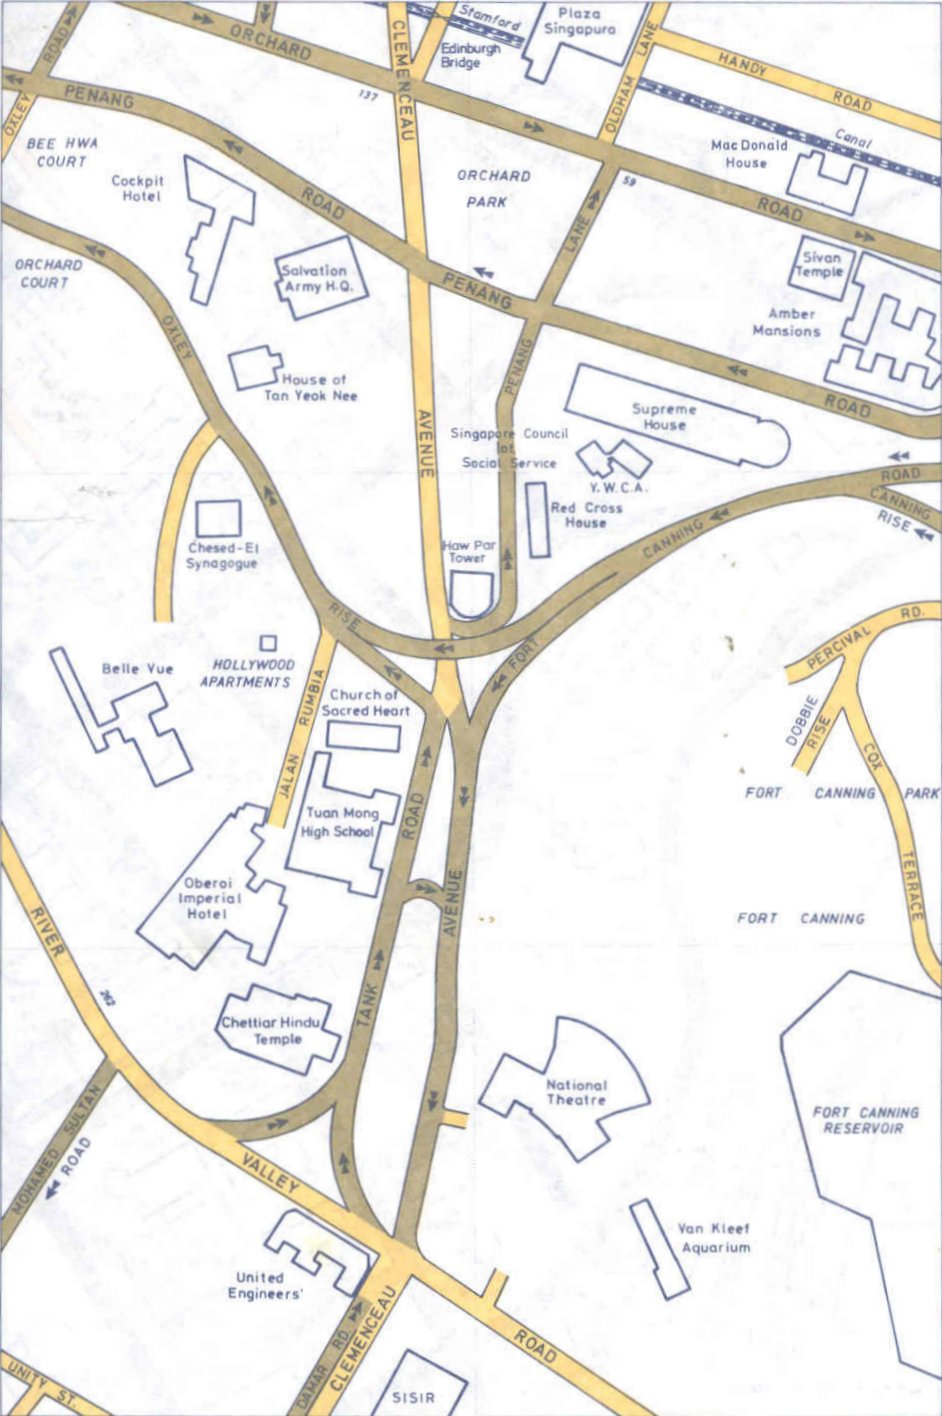 Stamford
Plaza
Singapura
ROAD
ORCHARD
CLEMENCEAU
Edinburgh
Bridge
OLDHAM LANE
HANDY
ROAD
Canal
PENANG
137
OXLEY
BEE HWA
COURT
Cockpit
Hotel
ORCHARD
PARK
59
Mac Donald
House
ROAD
ROAD
LANE
Sivan
Temple
ORCHARD
COURT
Salvation
Army H.Q.
PENANG
Amber
Mansions
OXLEY
House of
Tan Yeok Nee
PENANG
ROAD
AVENUE
Supreme
House
Singapore Council
for
Social Service
Y.W.C.A.
ROAD
CANNING
RISE
Red Cross
House
CANNING
Chesed-El
Synagogue
Haw Par
Tower
RISE
FORT
PERCIVAL RD.
Belle Vue
HOLLYWOOD
APARTMENTS
JALAN RUMBIA
Church of
Sacred Heart
DOBBIE
RISE
COX
TERRACE
FORT CANNING PARK
Tuan Mong
High School
ROAD
AVENUE
Oberoi
Imperial
Hotel
FORT CANNING
RIVER
262
TANK
Chettiar Hindu
Temple
National
Theatre
FORT CANNING
RESERVOIR
MOHAMED SULTAN
ROAD
VALLEY
Van Kleef
Aquarium
United
Engineers'
DAMAR RD.
CLEMENCEAU
ROAD
UNITY ST.
SISIR